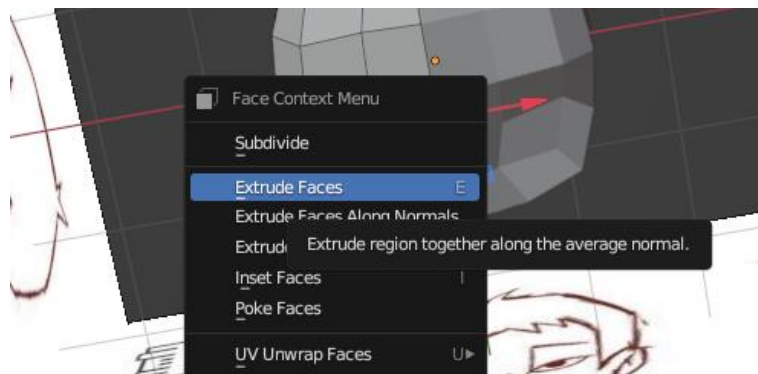 Face Context Menu
Subdivide
Extrude Faces E
Extrude Faces Along Normals
Extrude
Extrude region together along the average normal.
Inset Faces I
Poke Faces
UV Unwrap Faces U